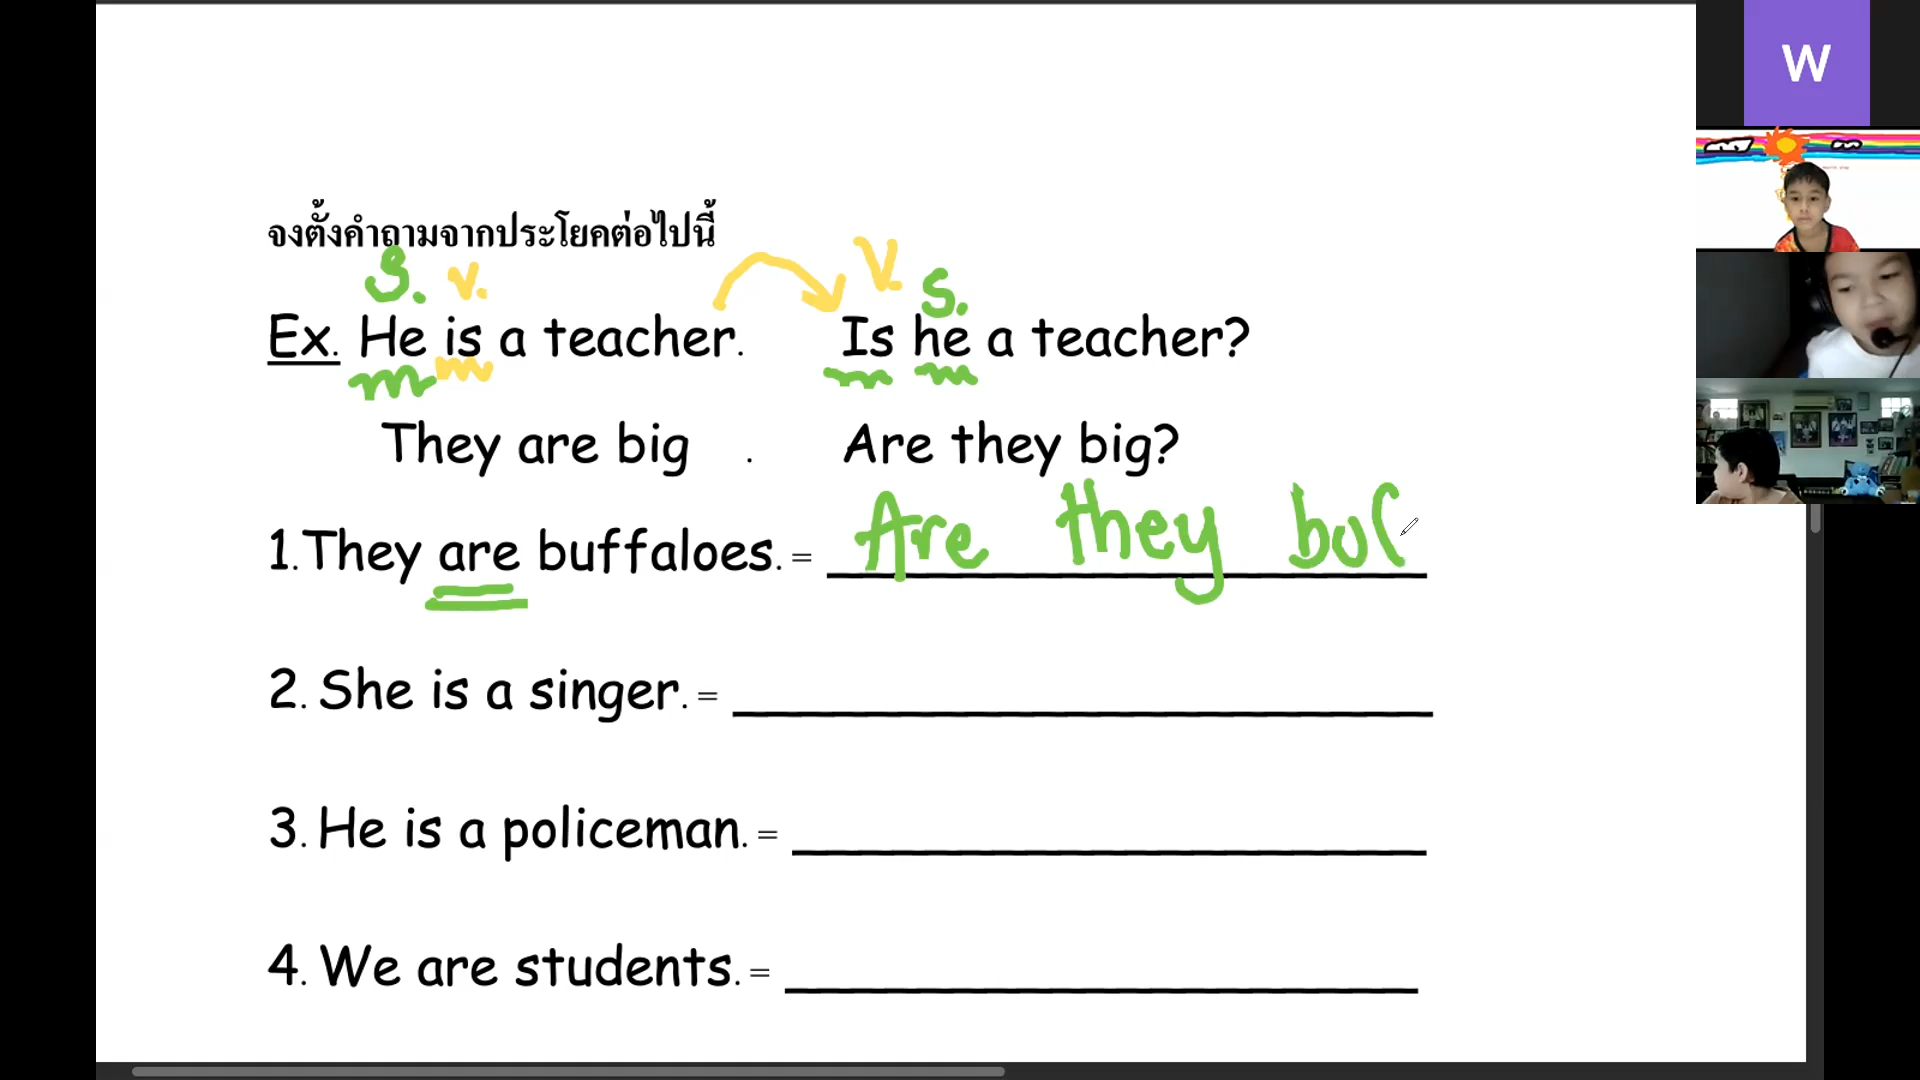 W
จงตั้งคำถามจากประโยคต่อไปนี้
S. v. V. S.
Ex. He is a teacher. Is he a teacher?
They are big . Are they big?
1.They are buffaloes. = Are they buf
2. She is a singer. =
3. He is a policeman. =
4. We are students. =